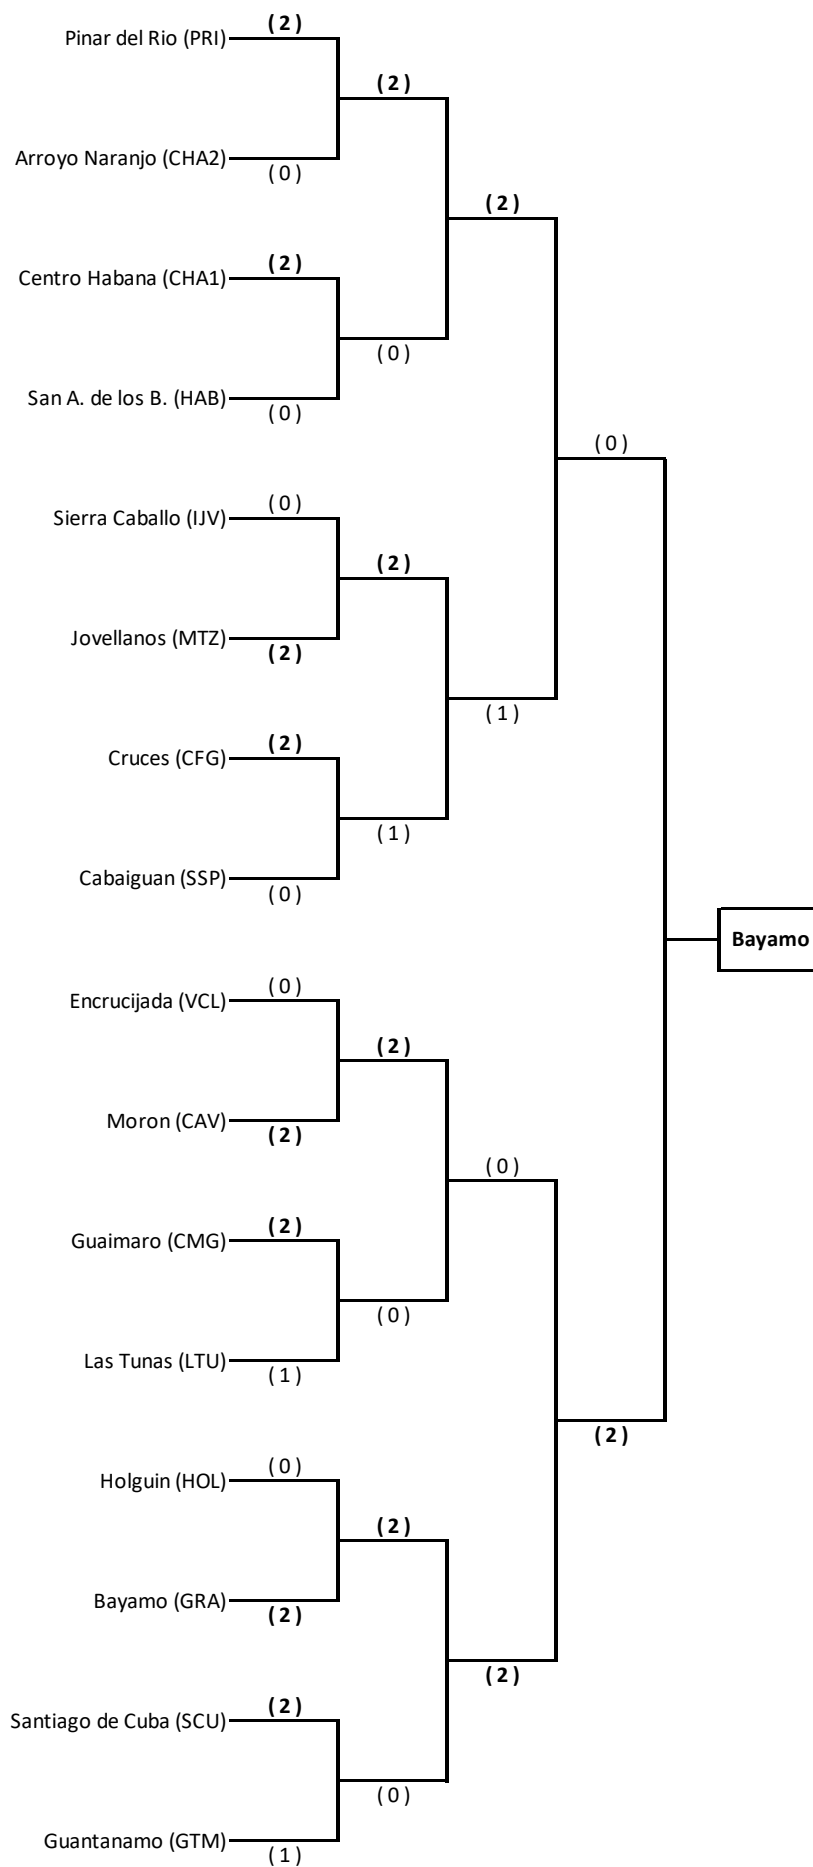 ( 2 )
Pinar del Rio (PRI)
( 2 )
Arroyo Naranjo (CHA2)
( 0 )
( 2 )
( 2 )
Centro Habana (CHA1)
( 0 )
San A. de los B. (HAB)
( 0 )
( 0 )
( 0 )
Sierra Caballo (IJV)
( 2 )
Jovellanos (MTZ)
( 2 )
( 1 )
( 2 )
Cruces (CFG)
( 1 )
Cabaiguan (SSP)
( 0 )
Bayamo
( 0 )
Encrucijada (VCL)
( 2 )
Moron (CAV)
( 2 )
( 0 )
( 2 )
Guaimaro (CMG)
( 0 )
Las Tunas (LTU)
( 1 )
( 2 )
( 0 )
Holguin (HOL)
( 2 )
Bayamo (GRA)
( 2 )
( 2 )
( 2 )
Santiago de Cuba (SCU)
( 0 )
Guantanamo (GTM)
( 1 )